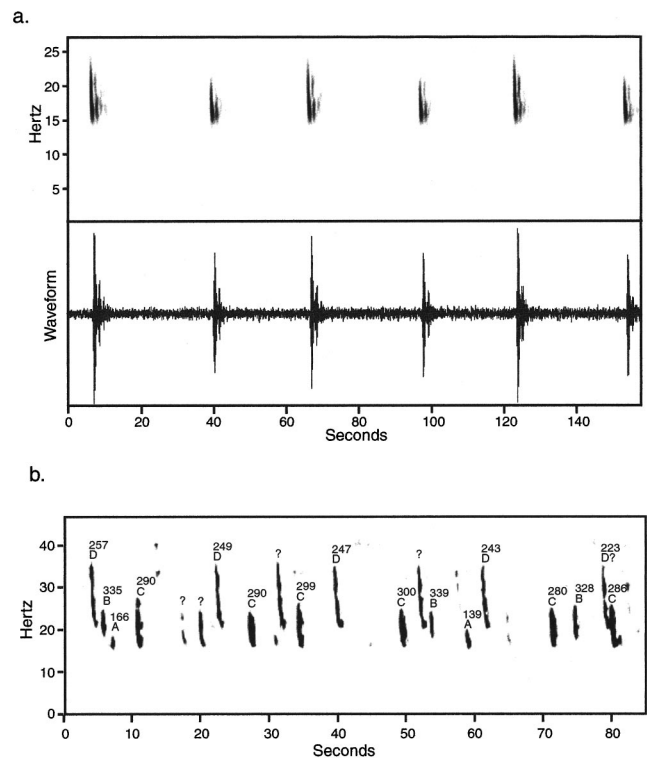 a.
25
20
15
10
5
Hertz
Waveform
0 20 40 60 80 100 120 140
Seconds
b.
40
30
20
10
0
Hertz
257
D
335
B
166
A
290
C
?
?
249
D
290
C
?
299
C
247
D
300
C
?
339
B
139
A
243
D
280
C
328
B
223
D?
286
C
0 10 20 30 40 50 60 70 80
Seconds